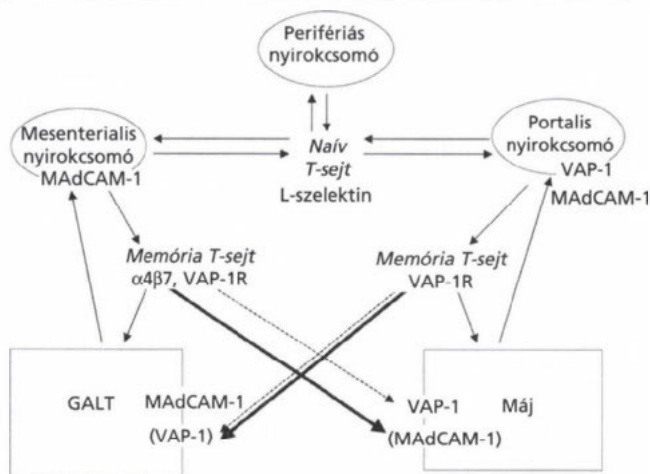 Perifériás
nyirokcsomó
Mesenterialis
nyirokcsomó
MAdCAM-1
Naív
T-sejt
L-szelektin
Portalis
nyirokcsomó
VAP-1
MAdCAM-1
Memória T-sejt
α4β7, VAP-1R
Memória T-sejt
VAP-1R
GALT
MAdCAM-1
(VAP-1)
VAP-1
Máj
(MAdCAM-1)